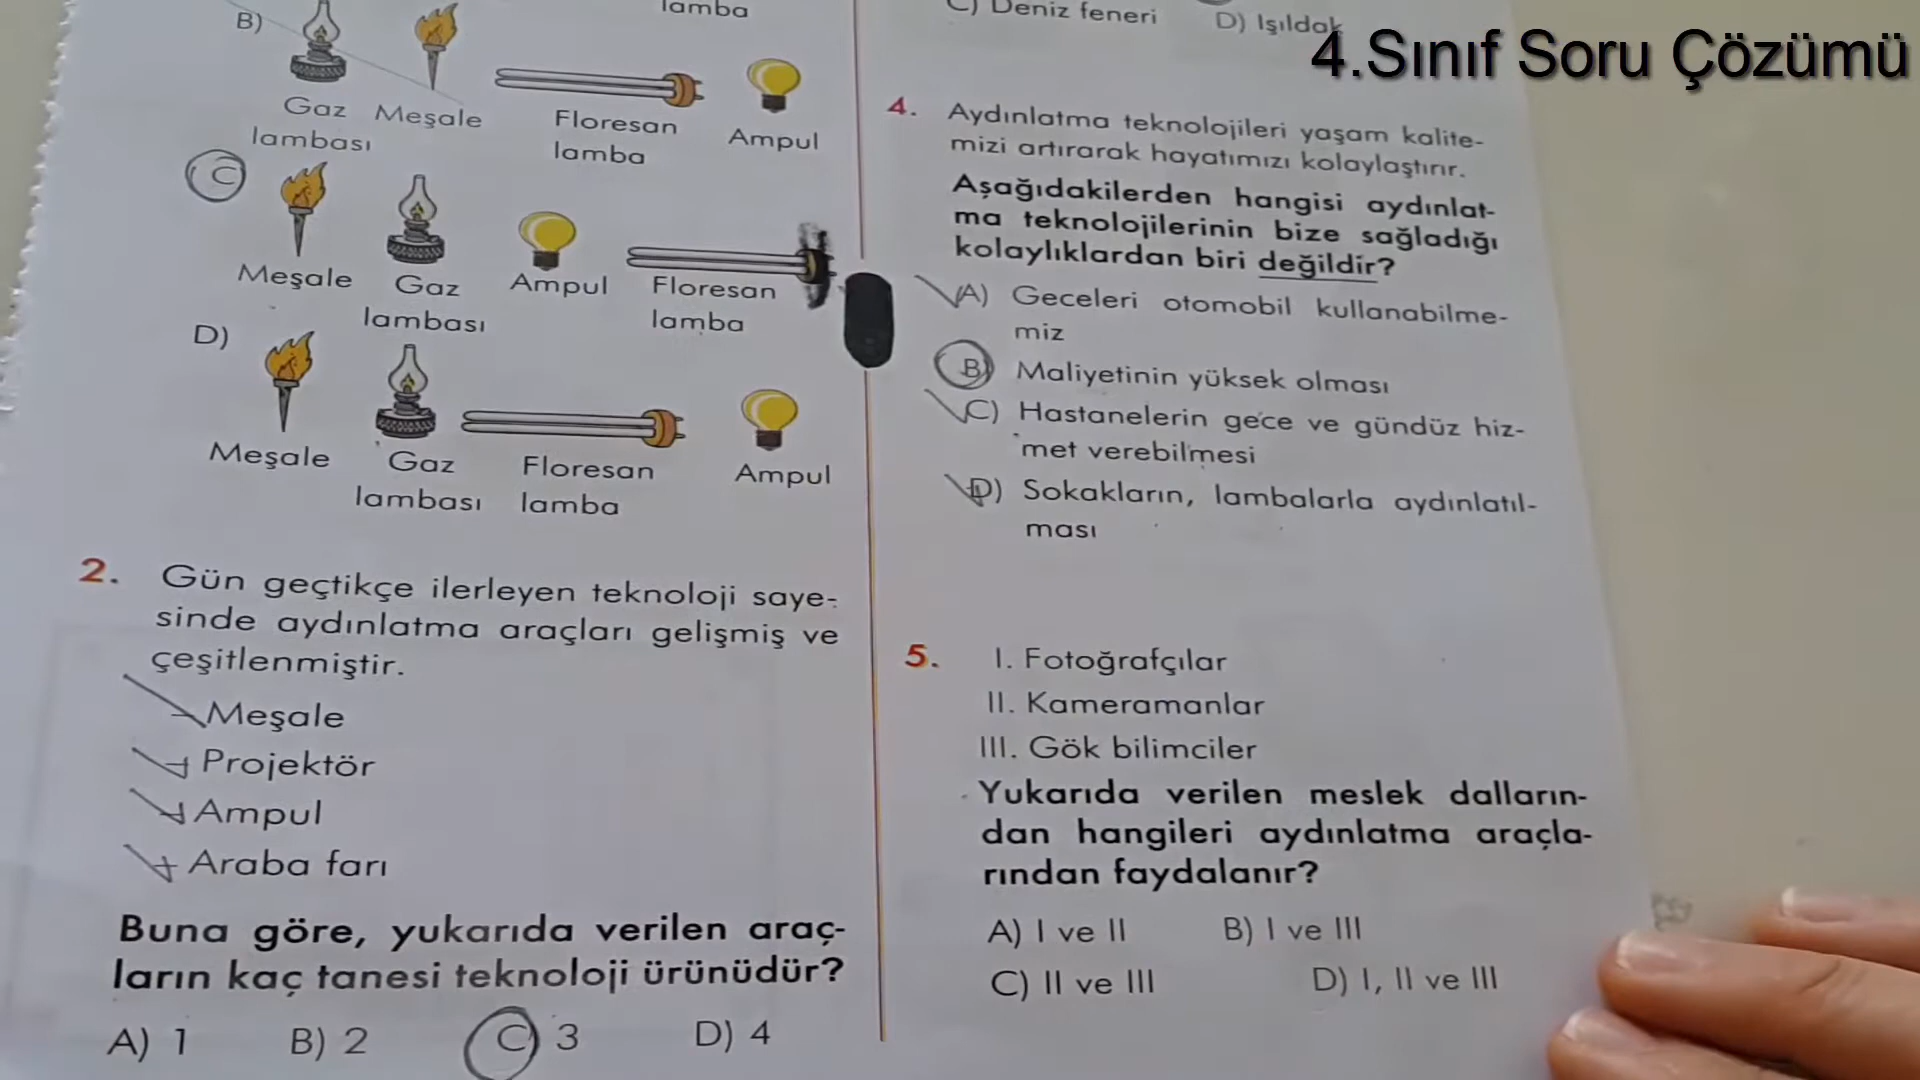 4.Sınıf Soru Çözümü
B)
lamba
Gaz
lambası
Meşale
Floresan
lamba
Ampul
C
Meşale
Gaz
lambası
Ampul
Floresan
lamba
D)
Meşale
Gaz
lambası
Floresan
lamba
Ampul
2. Gün geçtikçe ilerleyen teknoloji saye-
sinde aydınlatma araçları gelişmiş ve
çeşitlenmiştir.
Meşale
Projektör
Ampul
Araba farı
Buna göre, yukarıda verilen araç-
ların kaç tanesi teknoloji ürünüdür?
A) 1 B) 2 C) 3 D) 4
C) Deniz feneri D) Işıldak
4. Aydınlatma teknolojileri yaşam kalite-
mizi artırarak hayatımızı kolaylaştırır.
Aşağıdakilerden hangisi aydınlat-
ma teknolojilerinin bize sağladığı
kolaylıklardan biri değildir?
A) Geceleri otomobil kullanabilme-
miz
B) Maliyetinin yüksek olması
C) Hastanelerin gece ve gündüz hiz-
met verebilmesi
D) Sokakların, lambalarla aydınlatıl-
ması
5. I. Fotoğrafçılar
II. Kameramanlar
III. Gök bilimciler
Yukarıda verilen meslek dalların-
dan hangileri aydınlatma araçla-
rından faydalanır?
A) I ve II B) I ve III
C) II ve III D) I, II ve III